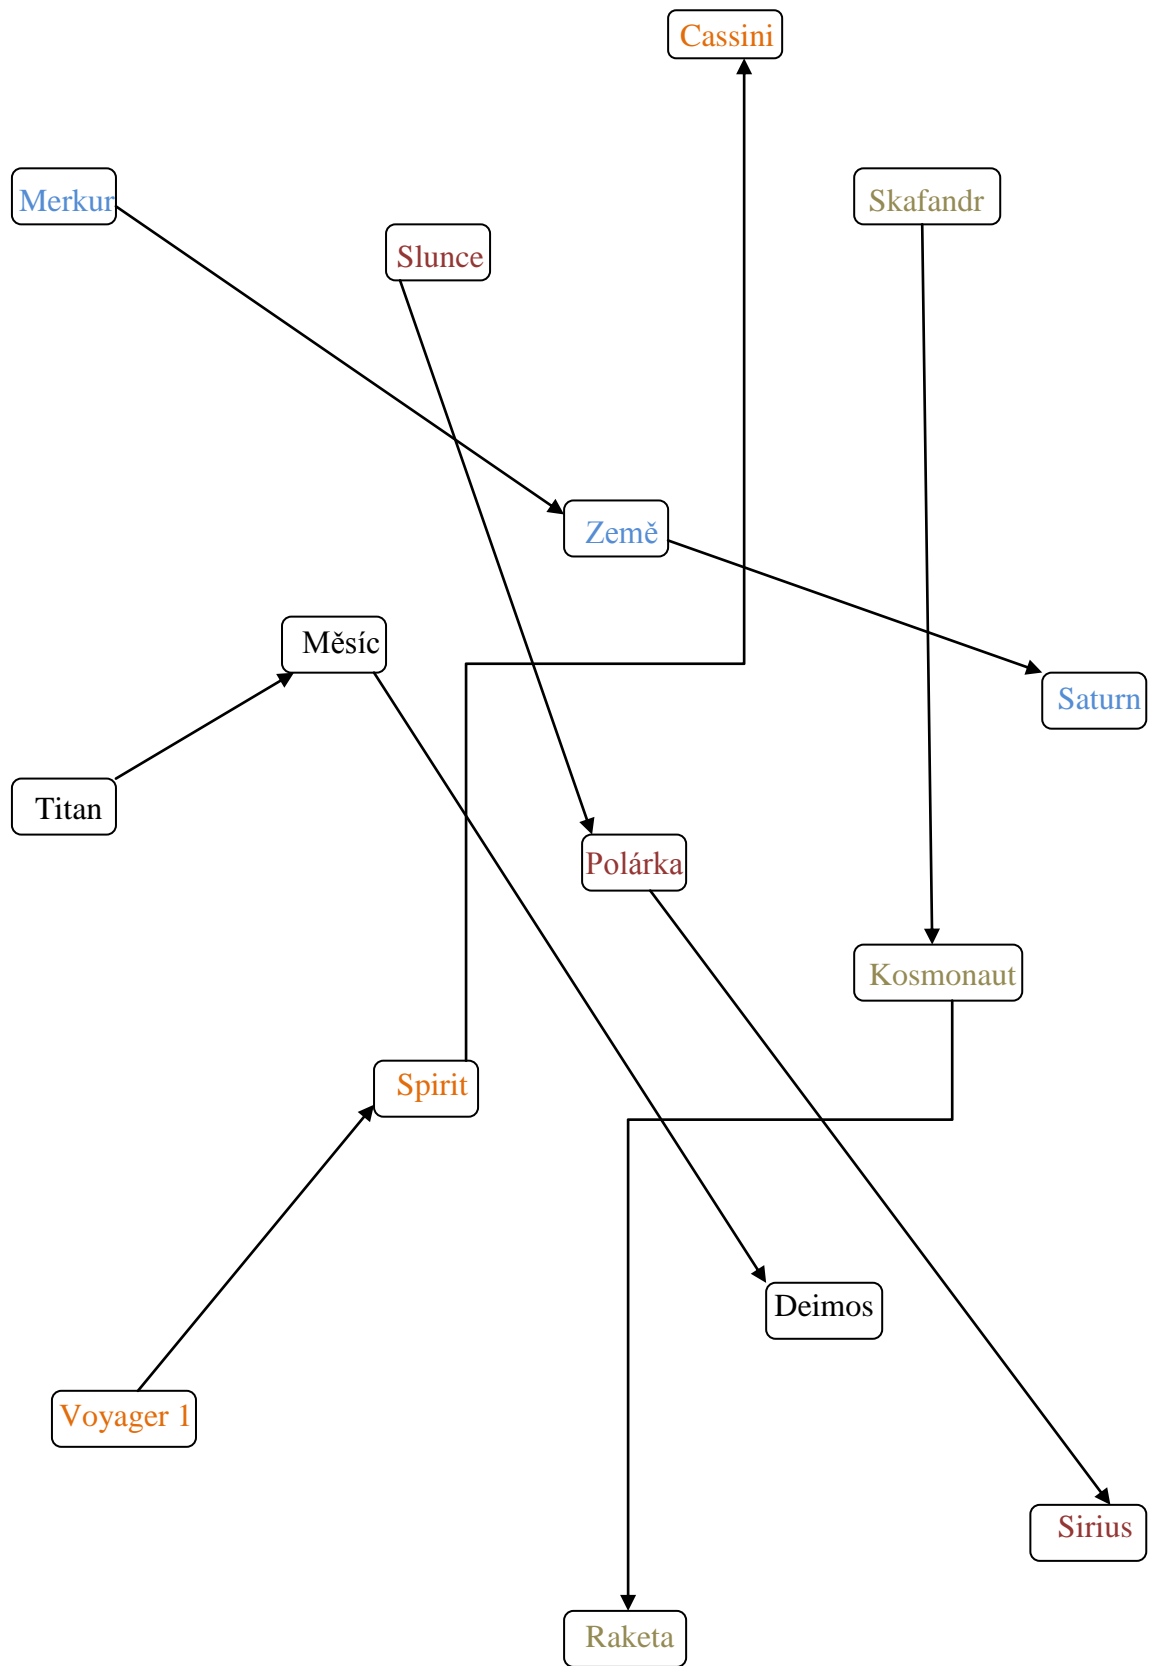 Cassini
Merkur
Skafandr
Slunce
Země
Měsíc
Saturn
Titan
Polárka
Kosmonaut
Spirit
Deimos
Voyager 1
Sirius
Raketa